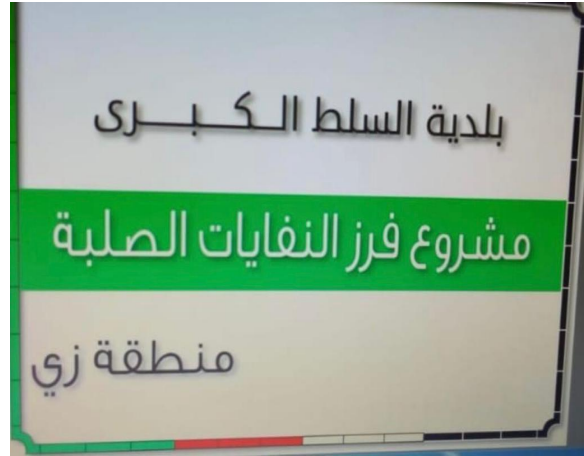 بلدية السلط الكبرى
مشروع فرز النفايات الصلبة
منطقة زي